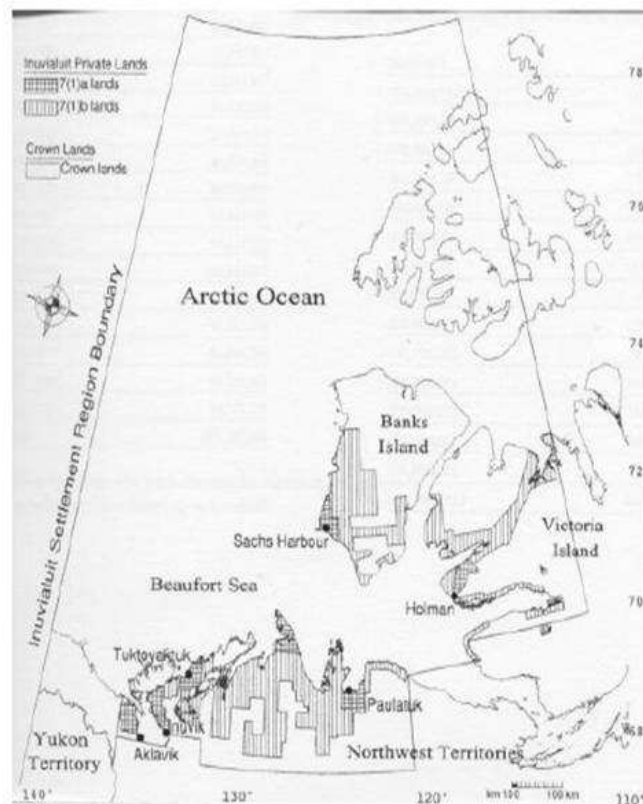 Inuvialuit Private Lands
7(1)a lands
7(1)b lands
Crown Lands
Crown lands
78
76
74
72
70
68
Inuvialuit Settlement Region Boundary
Arctic Ocean
Banks
Island
Sachs Harbour
Victoria
Island
Beaufort Sea
Holman
Tuktoyaktuk
Inuvik
Aklavik
Paulatuk
Yukon
Territory
Northwest Territories
140°
130°
120°
110°
km 100
100 km